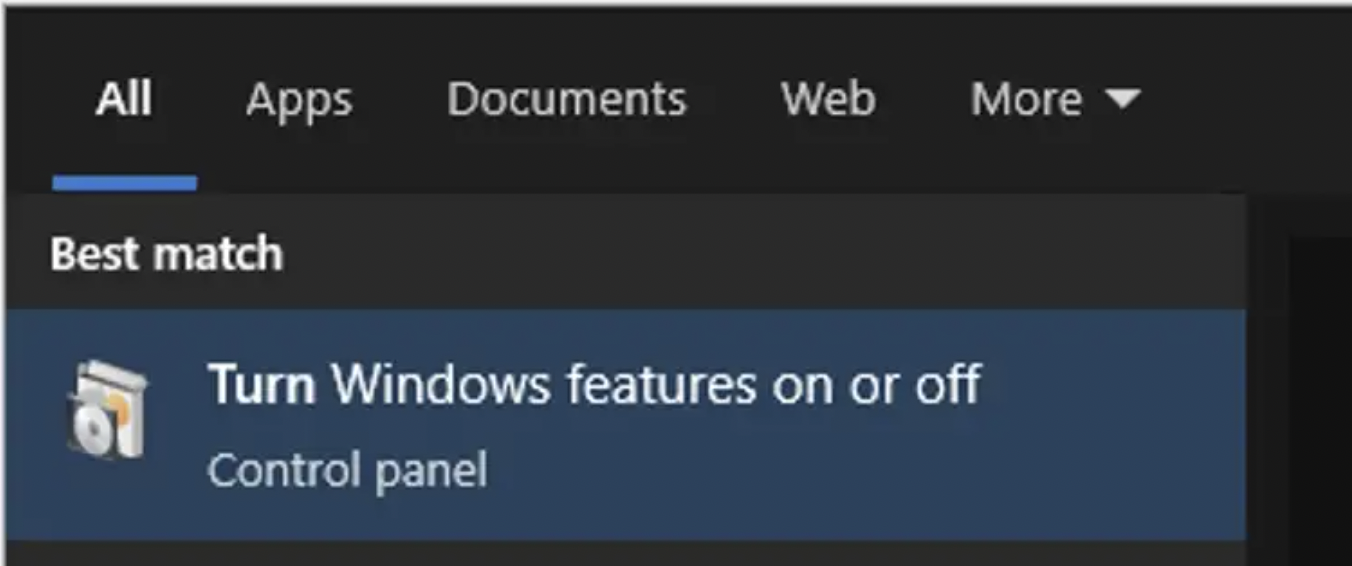 All Apps Documents Web More
Best match
Turn Windows features on or off
Control panel